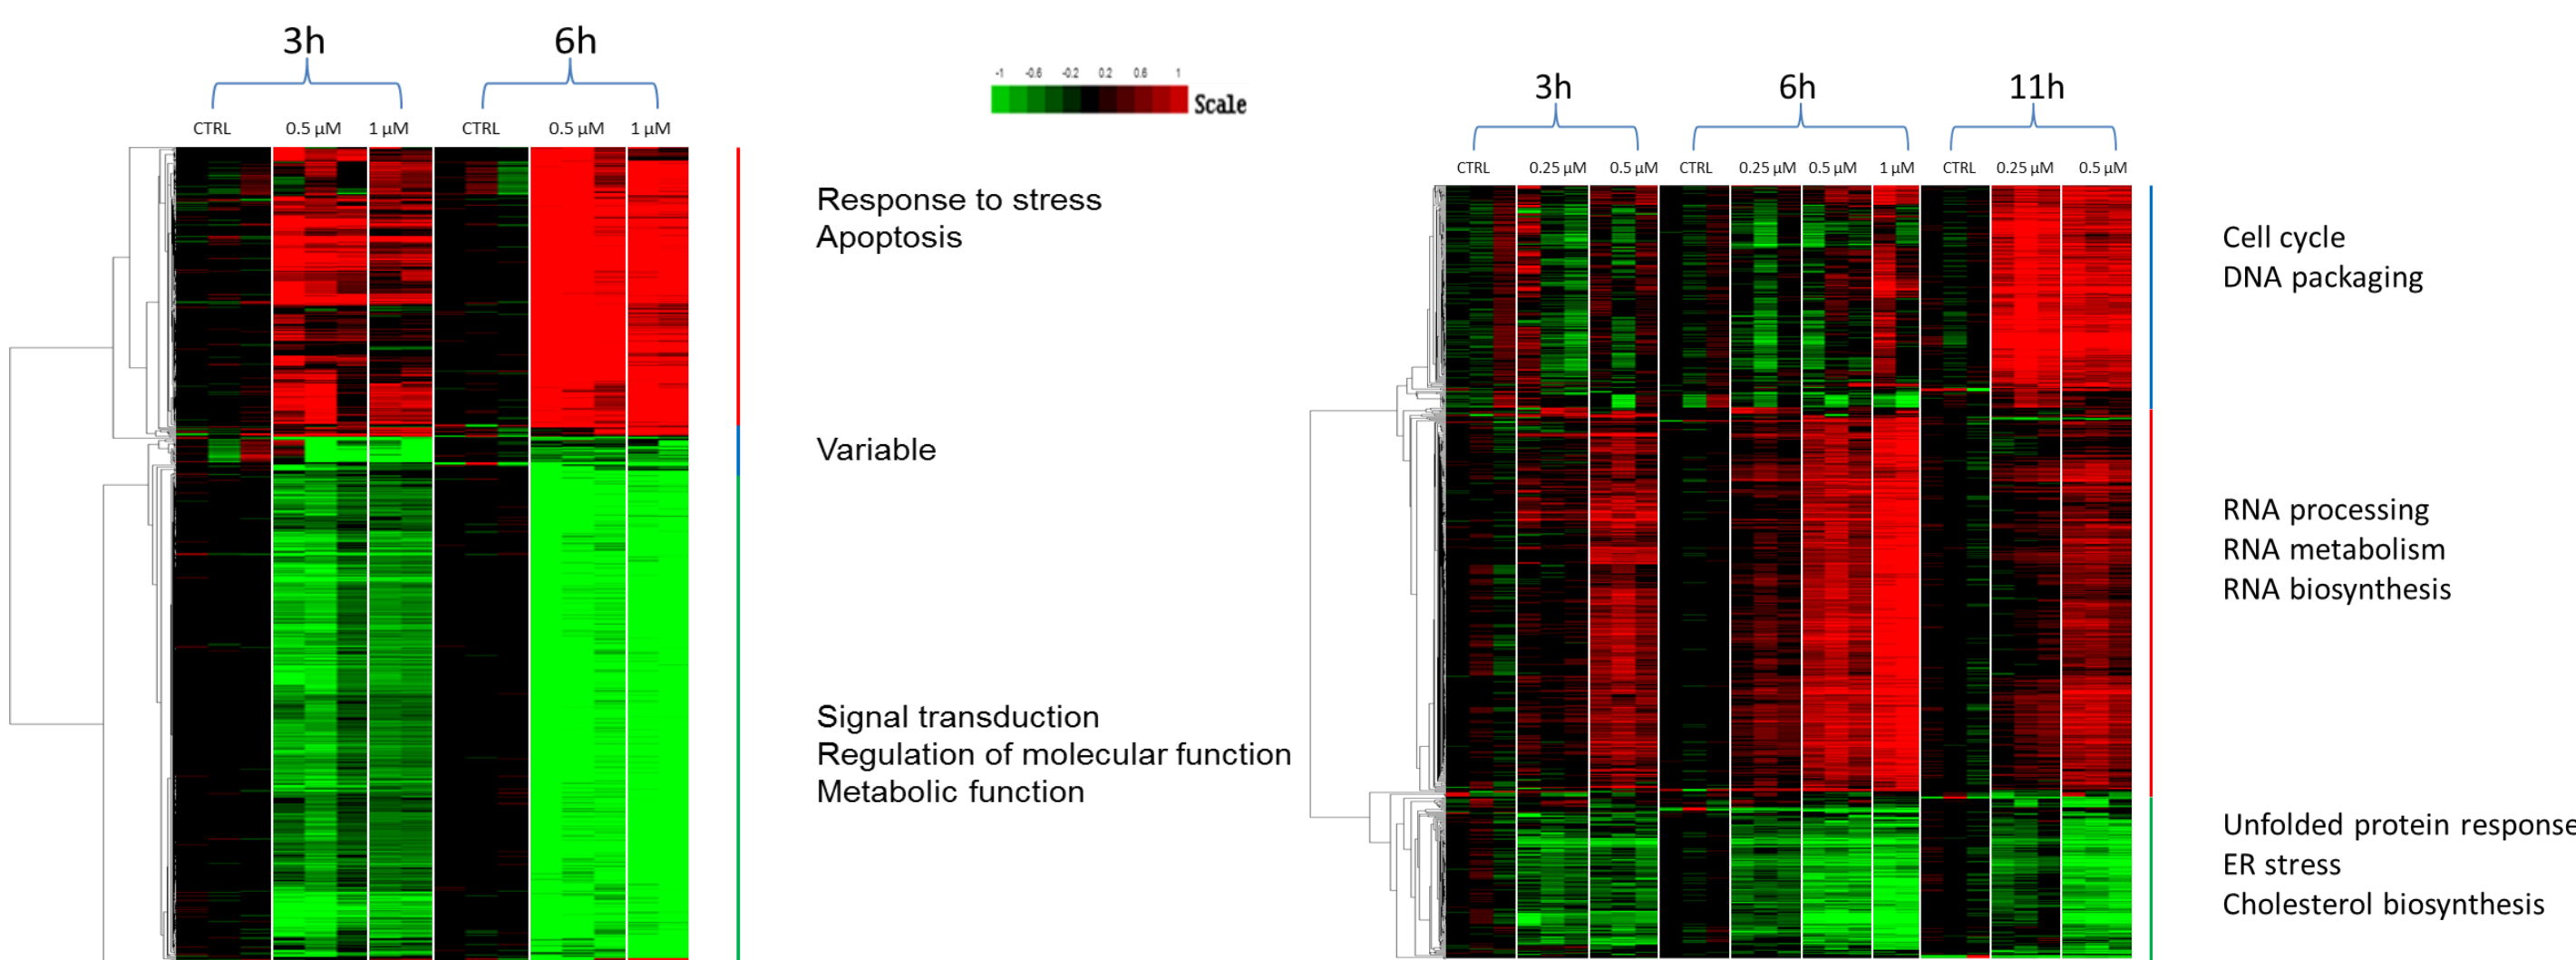 3h 6h
CTRL 0.5 µM 1 µM CTRL 0.5 µM 1 µM
Response to stress
Apoptosis
Variable
Signal transduction
Regulation of molecular function
Metabolic function
-1 -0.6 -0.2 0.2 0.6 1
Scale
3h 6h 11h
CTRL 0.25 µM 0.5 µM CTRL 0.25 µM 0.5 µM 1 µM CTRL 0.25 µM 0.5 µM
Cell cycle
DNA packaging
RNA processing
RNA metabolism
RNA biosynthesis
Unfolded protein response
ER stress
Cholesterol biosynthesis